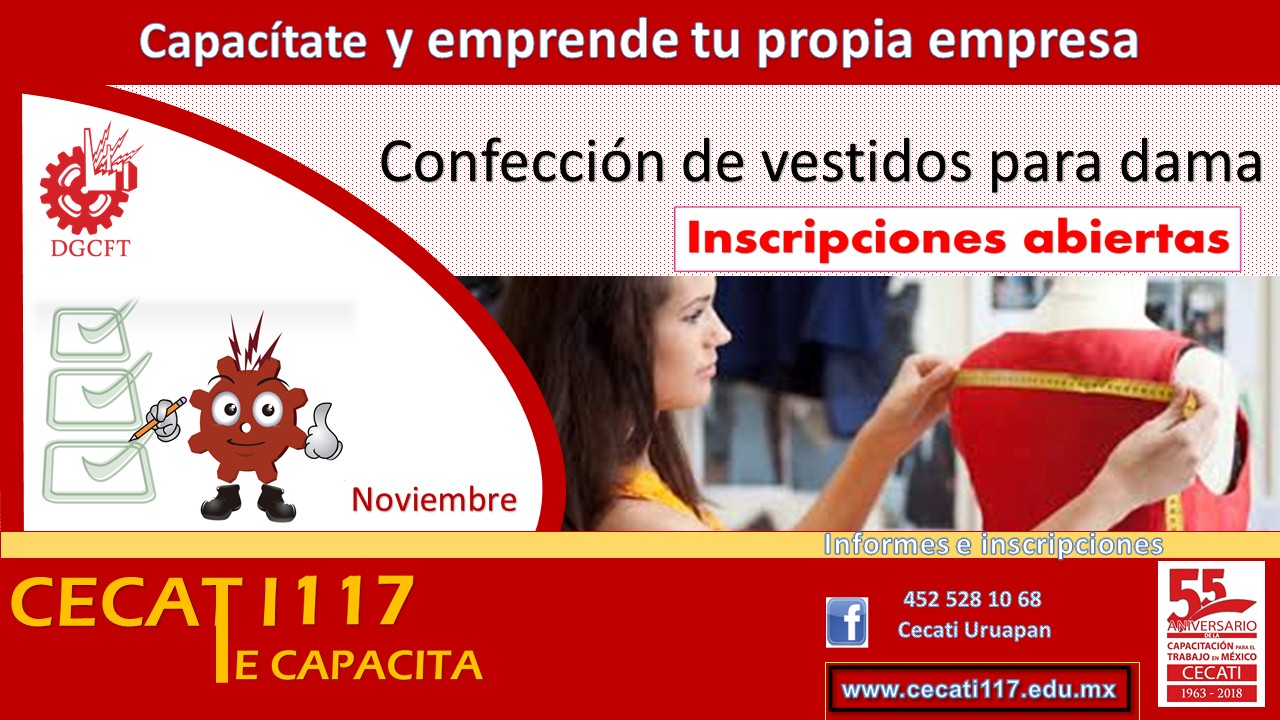 Capacítate y emprende tu propia empresa
DGCFT
Confección de vestidos para dama
Inscripciones abiertas
Noviembre
Informes e inscripciones
CECATI117
TE CAPACITA
452 528 10 68
f
Cecati Uruapan
www.cecati117.edu.mx
55
ANIVERSARIO
DE LA
CAPACITACIÓN PARA EL
TRABAJO EN MÉXICO
CECATI
1963 - 2018